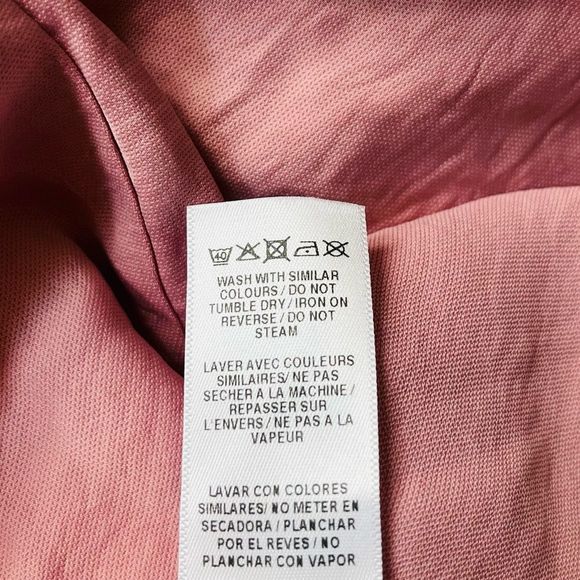 40
WASH WITH SIMILAR
COLOURS / DO NOT
TUMBLE DRY / IRON ON
REVERSE / DO NOT
STEAM
LAVER AVEC COULEURS
SIMILAIRES/ NE PAS
SECHER A LA MACHINE /
REPASSER SUR
L'ENVERS / NE PAS A LA
VAPEUR
LAVAR CON COLORES
SIMILARES/ NO METER EN
SECADORA / PLANCHAR
POR EL REVES / NO
PLANCHAR CON VAPOR